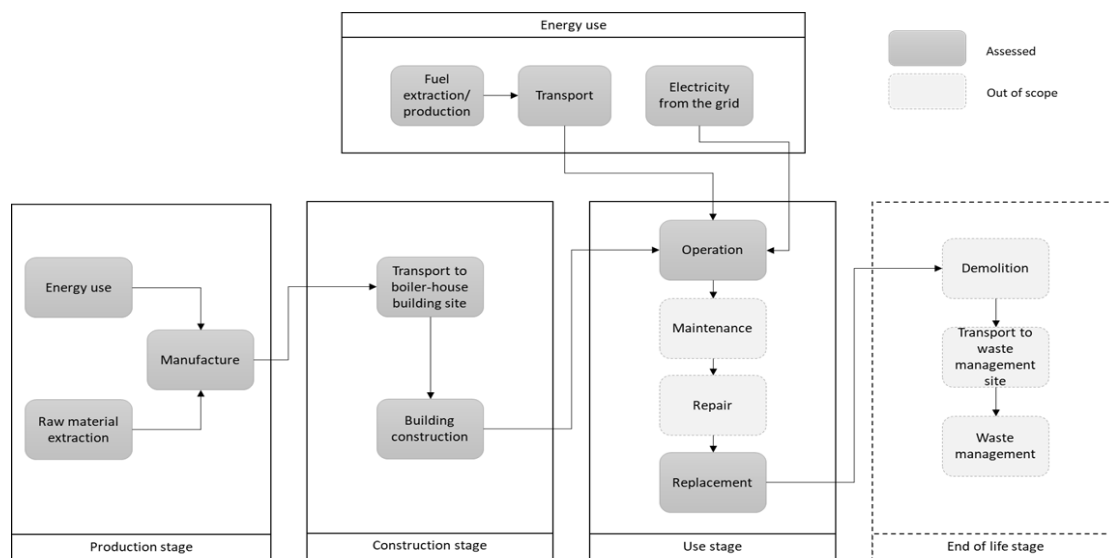 Energy use
Fuel
extraction/
production
Transport
Electricity
from the grid
Assessed
Out of scope
Energy use
Manufacture
Raw material
extraction
Production stage
Transport to
boiler-house
building site
Building
construction
Construction stage
Operation
Maintenance
Repair
Replacement
Use stage
Demolition
Transport to
waste management
site
Waste
management
End of life stage